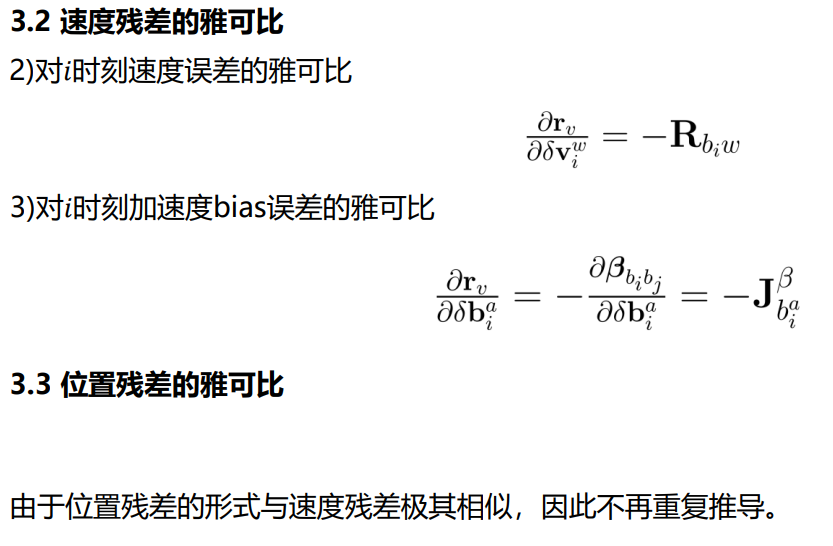 3.2 速度残差的雅可比
2)对i时刻速度误差的雅可比
$\frac{\partial \mathbf{r}_v}{\partial \delta \mathbf{v}_i^w} = -\mathbf{R}_{b_i w}$
3)对i时刻加速度bias误差的雅可比
$\frac{\partial \mathbf{r}_v}{\partial \delta \mathbf{b}_i^a} = -\frac{\partial \boldsymbol{\beta}_{b_i b_j}}{\partial \delta \mathbf{b}_i^a} = -\mathbf{J}_{b_i^a}^{\beta}$
3.3 位置残差的雅可比
由于位置残差的形式与速度残差极其相似，因此不再重复推导。